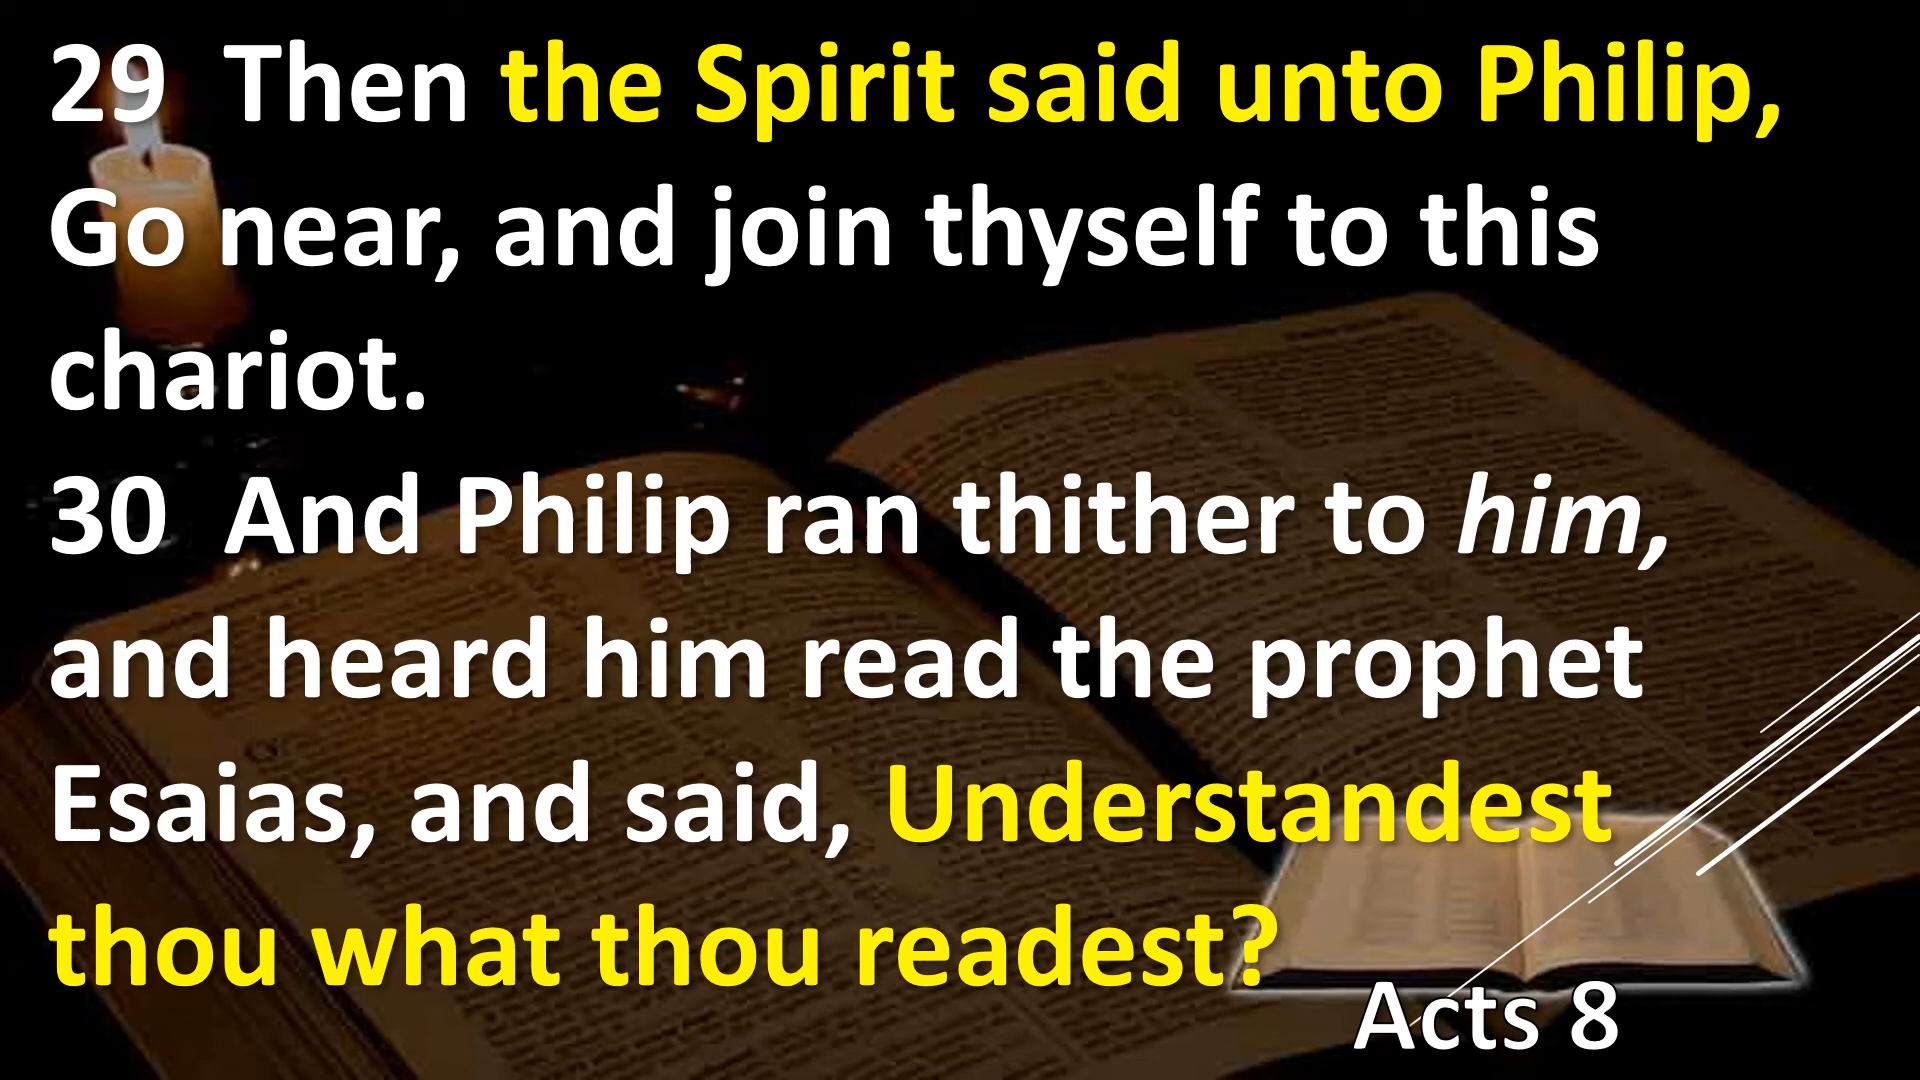 29 Then the Spirit said unto Philip,
Go near, and join thyself to this
chariot.
30 And Philip ran thither to him,
and heard him read the prophet
Esaias, and said, Understandest
thou what thou readest?
Acts 8